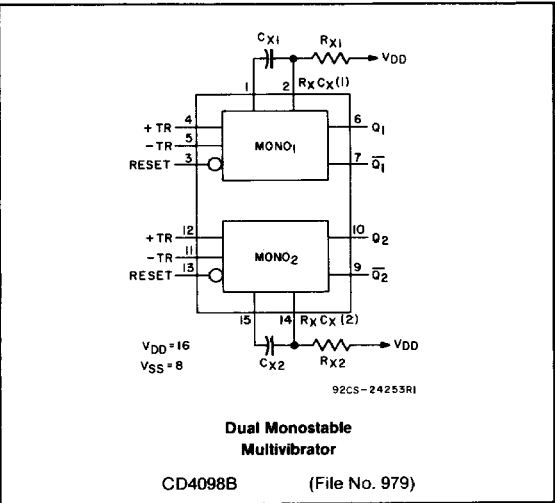 CX1 RX1 VDD
1 2 RXCX(1)
+TR 4 6 Q1
-TR 5 MONO1
RESET 3 7 Q1
+TR 12 10 Q2
-TR 11 MONO2
RESET 13 9 Q2
15 14 RXCX(2)
VDD=16 CX2 RX2 VDD
VSS=8
92CS-24253R1
Dual Monostable
Multivibrator
CD4098B (File No. 979)